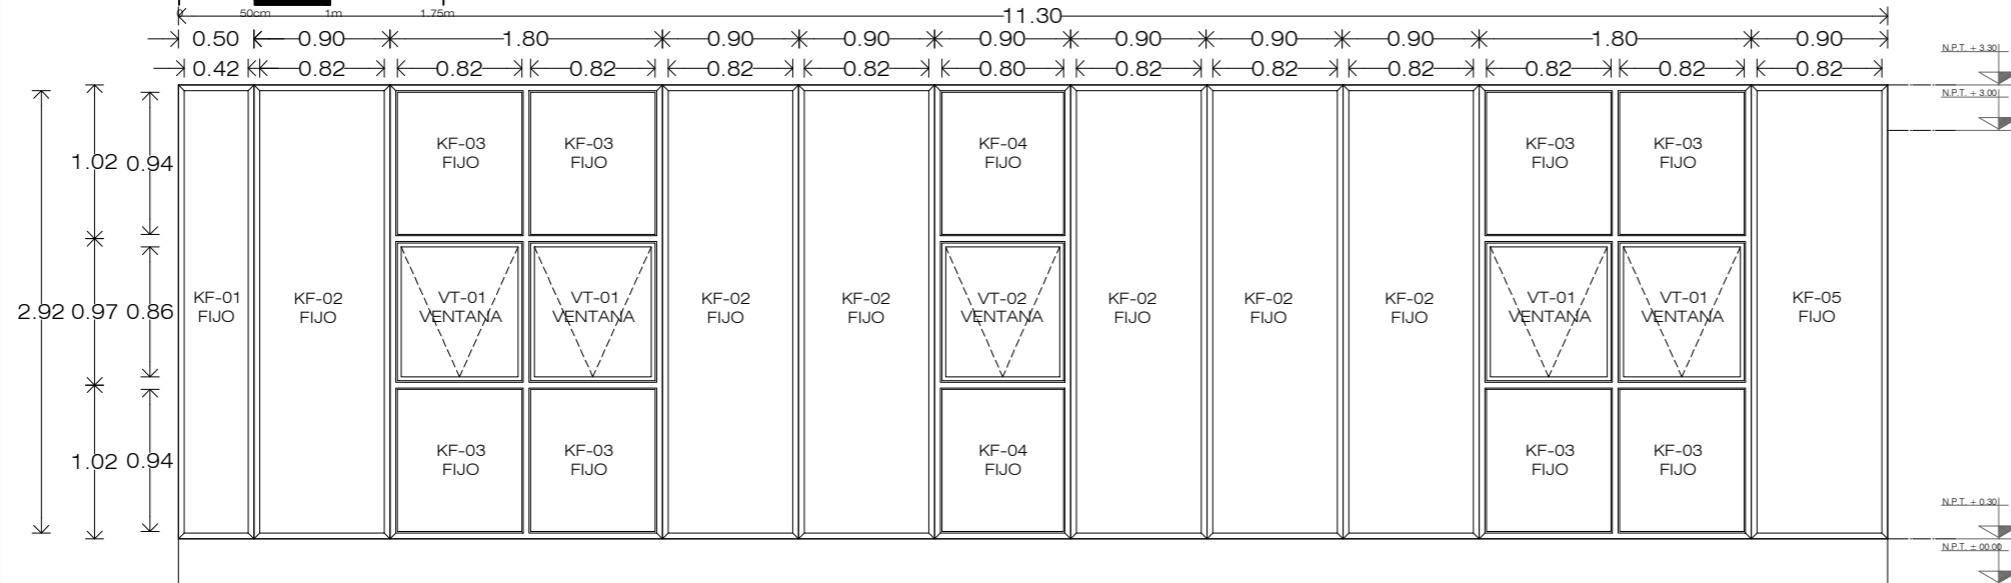 0 50cm 1m 1.75m
11.30
0.50 0.90 1.80 0.90 0.90 0.90 0.90 0.90 0.90 1.80 0.90
0.42 0.82 0.82 0.82 0.82 0.82 0.80 0.82 0.82 0.82 0.82 0.82 0.82
N.P.T. + 3.30
N.P.T. + 3.00
KF-03 KF-03 KF-04 KF-03 KF-03
FIJO FIJO FIJO FIJO FIJO
1.02 0.94
KF-01 KF-02 VT-01 VT-01 KF-02 KF-02 VT-02 KF-02 KF-02 KF-02 VT-01 VT-01 KF-05
FIJO FIJO VENTANA VENTANA FIJO FIJO VENTANA FIJO FIJO FIJO VENTANA VENTANA FIJO
2.92 0.97 0.86
KF-03 KF-03 KF-04 KF-03 KF-03
FIJO FIJO FIJO FIJO FIJO
1.02 0.94
N.P.T. + 0.30
N.P.T. ± 00.00